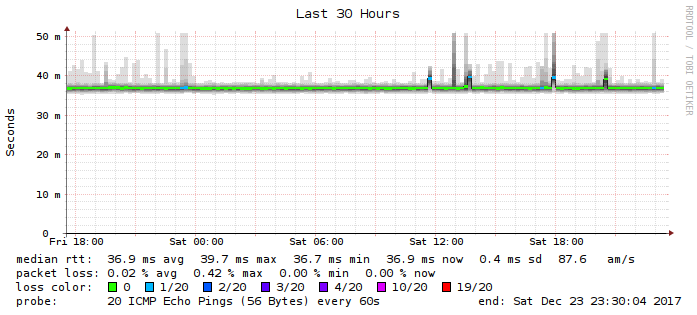 Last 30 Hours
RRDTOOL / TOBI OETIKER
Seconds
50 m
40 m
30 m
20 m
10 m
0
Fri 18:00 Sat 00:00 Sat 06:00 Sat 12:00 Sat 18:00
median rtt: 36.9 ms avg 39.7 ms max 36.7 ms min 36.9 ms now 0.4 ms sd 87.6 am/s
packet loss: 0.02 % avg 0.42 % max 0.00 % min 0.00 % now
loss color: 0 1/20 2/20 3/20 4/20 10/20 19/20
probe: 20 ICMP Echo Pings (56 Bytes) every 60s end: Sat Dec 23 23:30:04 2017